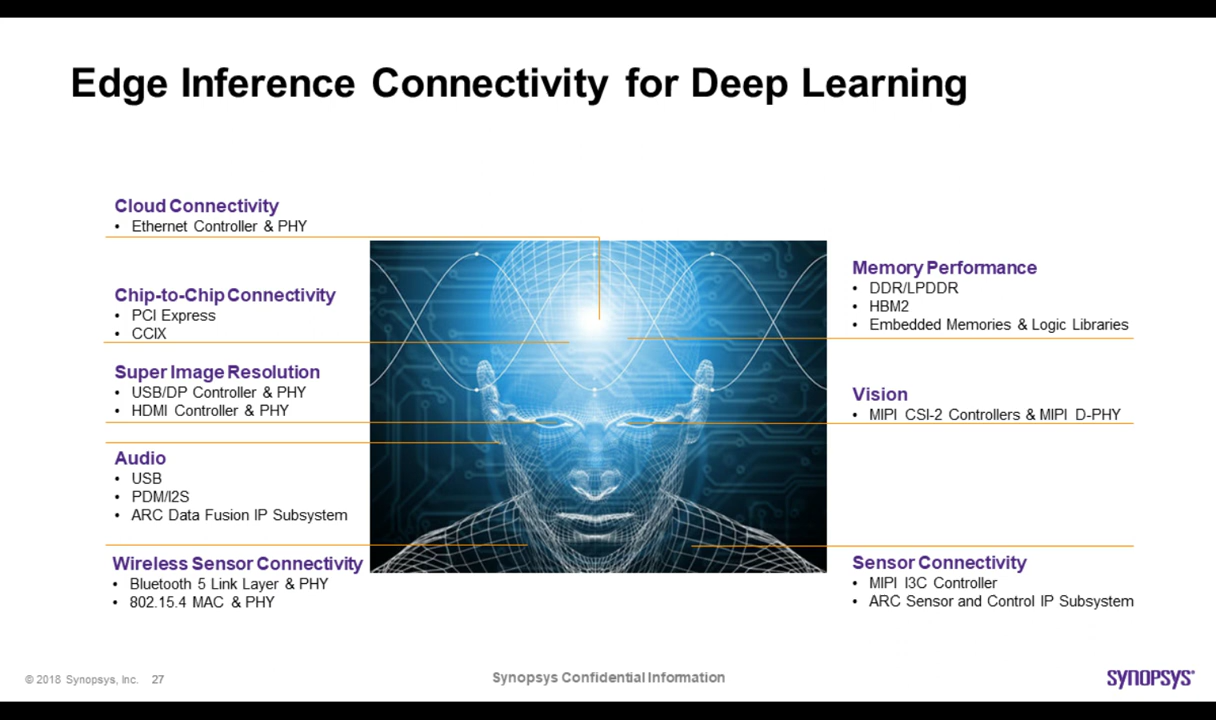 Edge Inference Connectivity for Deep Learning
Cloud Connectivity
• Ethernet Controller & PHY
Chip-to-Chip Connectivity
• PCI Express
• CCIX
Super Image Resolution
• USB/DP Controller & PHY
• HDMI Controller & PHY
Audio
• USB
• PDM/I2S
• ARC Data Fusion IP Subsystem
Wireless Sensor Connectivity
• Bluetooth 5 Link Layer & PHY
• 802.15.4 MAC & PHY
Memory Performance
• DDR/LPDDR
• HBM2
• Embedded Memories & Logic Libraries
Vision
• MIPI CSI-2 Controllers & MIPI D-PHY
Sensor Connectivity
• MIPI I3C Controller
• ARC Sensor and Control IP Subsystem
© 2018 Synopsys, Inc. 27
Synopsys Confidential Information
SYNOPSYS®